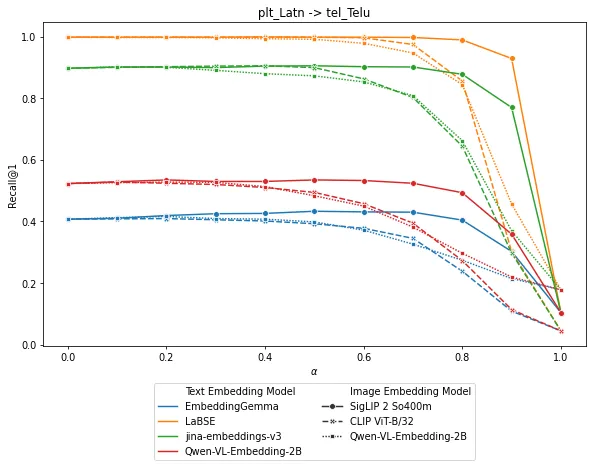 plt_Latn -> tel_Telu
Recall@1
1.0
0.8
0.6
0.4
0.2
0.0
0.0 0.2 0.4 0.6 0.8 1.0
α
Text Embedding Model Image Embedding Model
EmbeddingGemma SigLIP 2 So400m
LaBSE CLIP ViT-B/32
jina-embeddings-v3 Qwen-VL-Embedding-2B
Qwen-VL-Embedding-2B